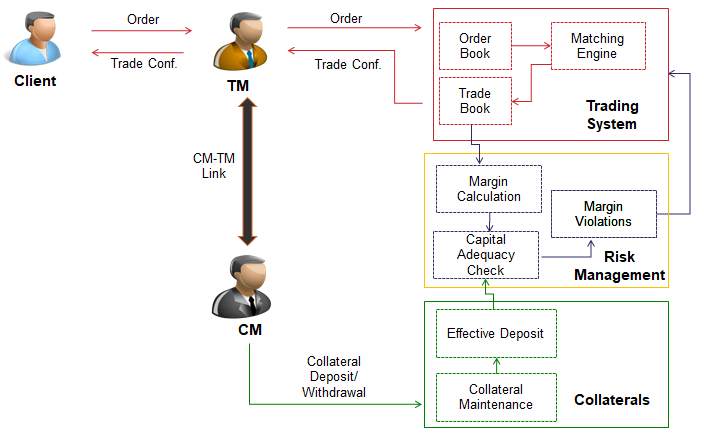 Order
Trade Conf.
Client
Order
Trade Conf.
TM
Order
Book
Matching
Engine
Trade
Book
Trading
System
CM-TM
Link
Margin
Calculation
Margin
Violations
Capital
Adequacy
Check
Risk
Management
CM
Effective Deposit
Collateral
Deposit/
Withdrawal
Collateral
Maintenance
Collaterals